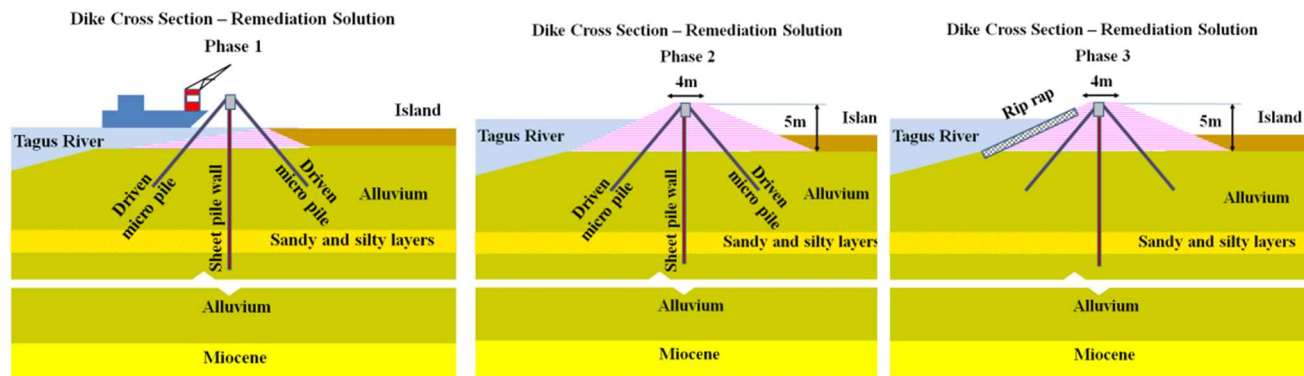 Dike Cross Section – Remediation Solution
Phase 1
Island
Tagus River
Driven
micro pile
Sheet pile wall
Driven
micro pile
Alluvium
Sandy and silty layers
Alluvium
Miocene
Dike Cross Section – Remediation Solution
Phase 2
4m
Islan
5m
Tagus River
Driven
micro pile
Sheet pile wall
Driven
micro pile
Alluvium
Sandy and silty layers
Alluvium
Miocene
Dike Cross Section – Remediation Solution
Phase 3
4m
Rip rap
Island
5m
Tagus River
Alluvium
Sandy and silty layers
Alluvium
Miocene